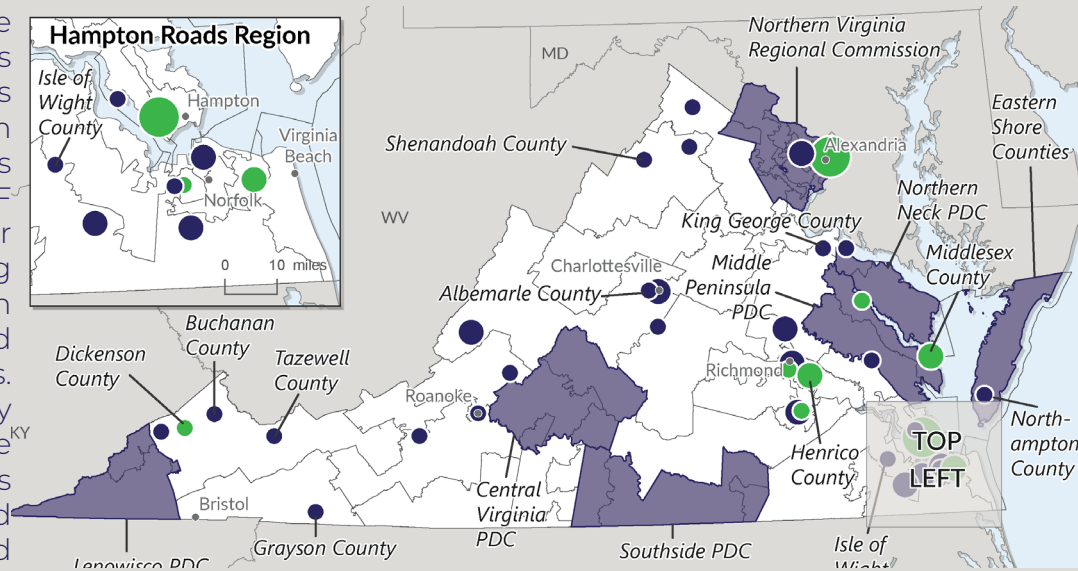 Hampton Roads Region
Isle of
Wight
County
Hampton
Virginia
Beach
Norfolk
0 10 miles
MD
Northern Virginia
Regional Commission
Eastern
Shore
Counties
Shenandoah County
Alexandria
Northern
Neck PDC
WV
King George County
Middlesex
County
Charlottesville
Middle
Peninsula
PDC
Albemarle County
Buchanan
County
Dickenson
County
Tazewell
County
Richmond
Roanoke
KY
North-
ampton
County
TOP
LEFT
Henrico
County
Central
Virginia
PDC
Bristol
Grayson County
Southside PDC
Isle of
Wight
Lenowisco PDC